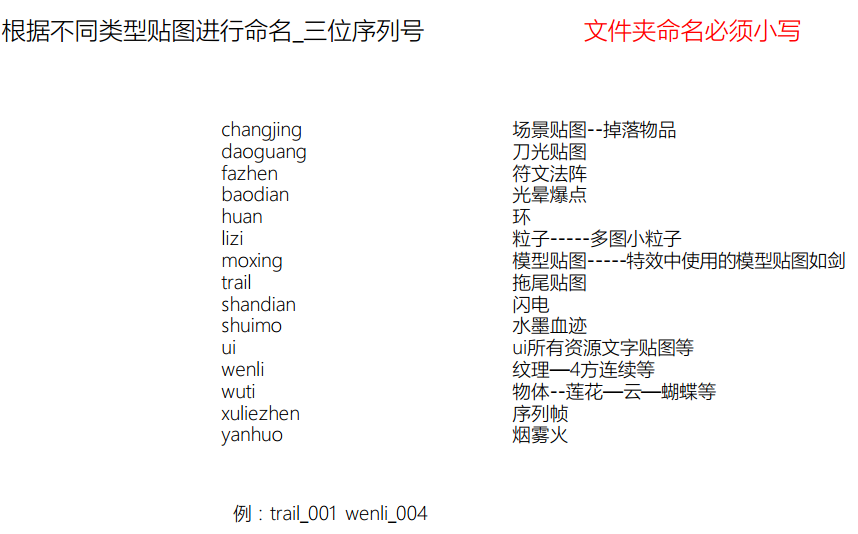 根据不同类型贴图进行命名_三位序列号 文件夹命名必须小写
changjing 场景贴图--掉落物品
daoguang 刀光贴图
fazhen 符文法阵
baodian 光晕爆点
huan 环
lizi 粒子-----多图小粒子
moxing 模型贴图-----特效中使用的模型贴图如剑
trail 拖尾贴图
shandian 闪电
shuimo 水墨血迹
ui ui所有资源文字贴图等
wenli 纹理—4方连续等
wuti 物体--莲花—云—蝴蝶等
xuliezhen 序列帧
yanhuo 烟雾火
例：trail_001 wenli_004